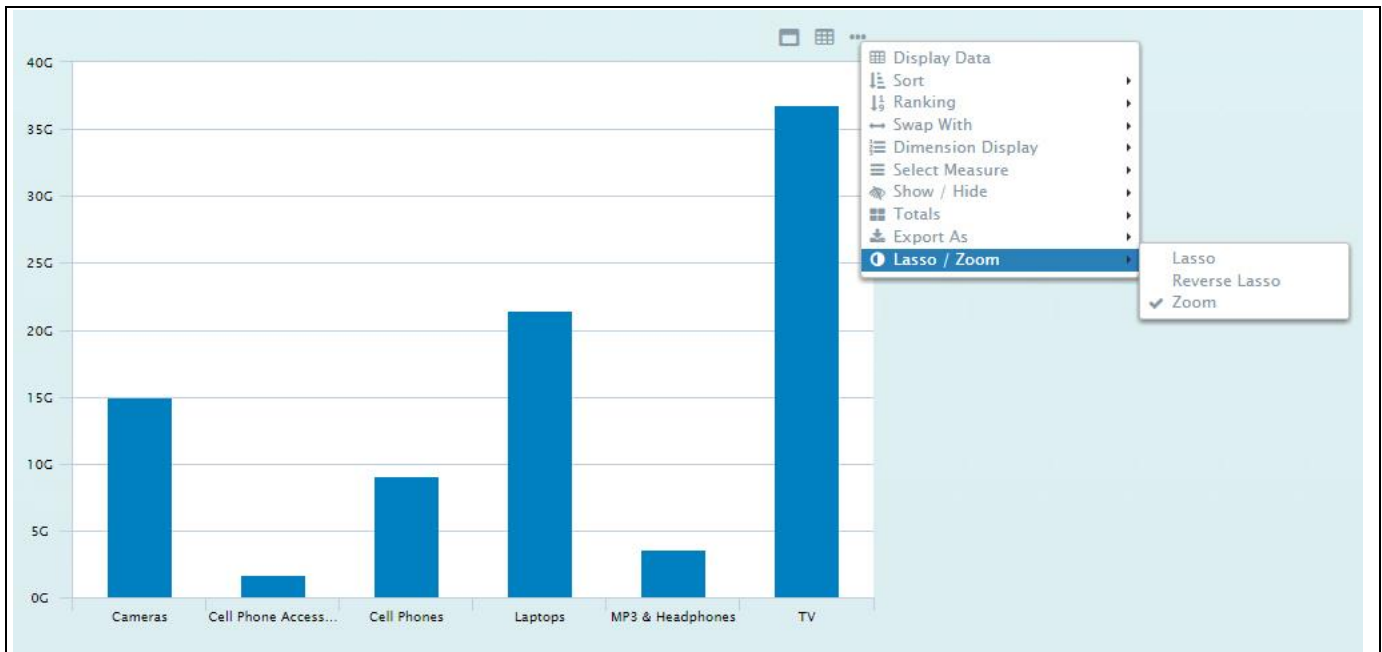 40G
35G
30G
25G
20G
15G
10G
5G
0G
Cameras
Cell Phone Access...
Cell Phones
Laptops
MP3 & Headphones
TV
Display Data
Sort
Ranking
Swap With
Dimension Display
Select Measure
Show / Hide
Totals
Export As
Lasso / Zoom
Lasso
Reverse Lasso
Zoom